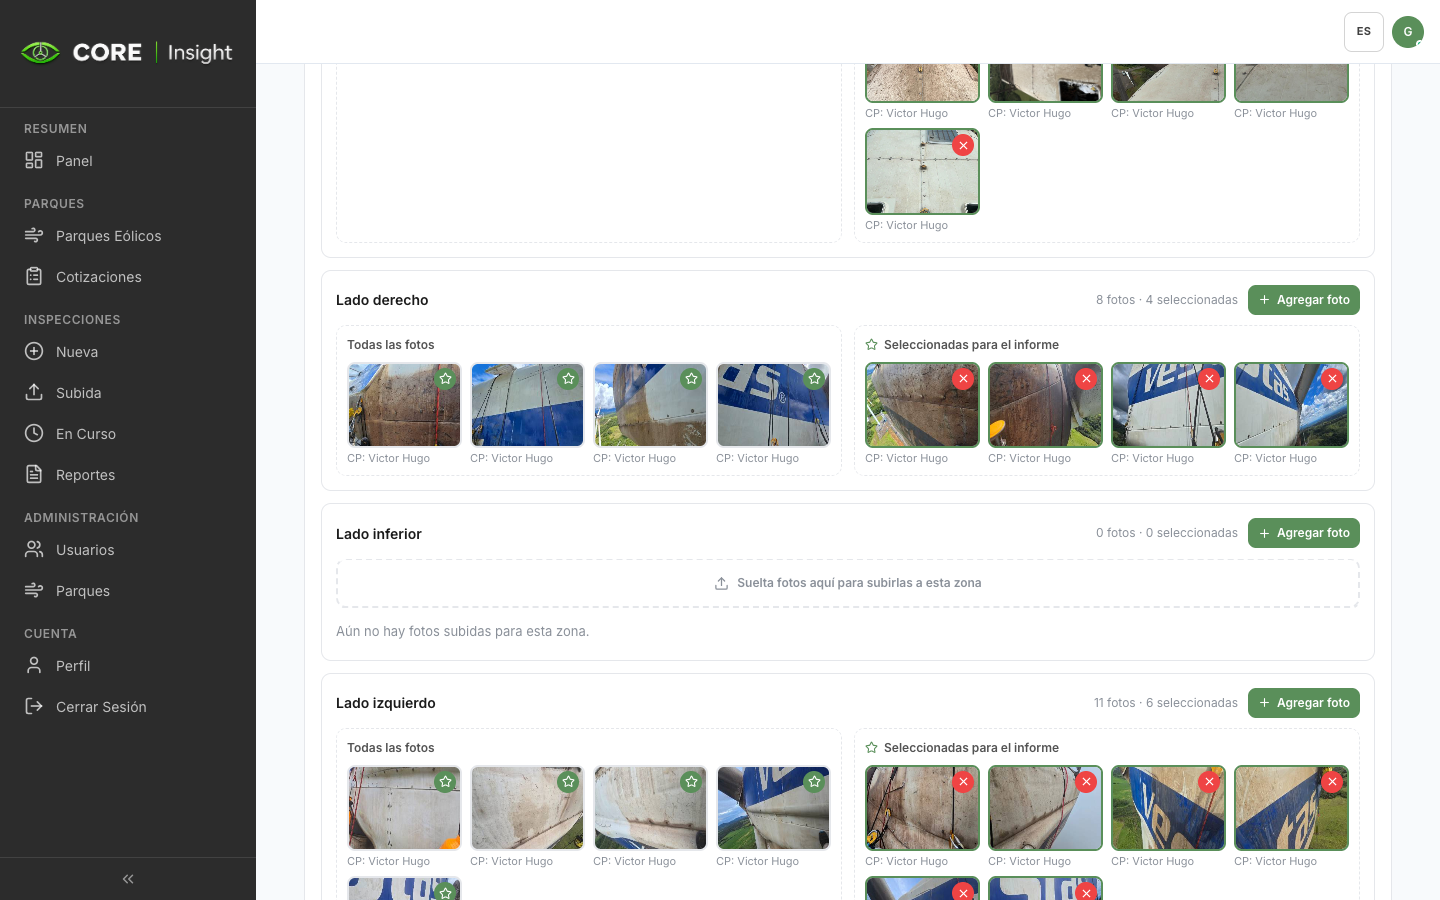 CORE | Insight
ES
G
RESUMEN
Panel
PARQUES
Parques Eólicos
Cotizaciones
INSPECCIONES
Nueva
Subida
En Curso
Reportes
ADMINISTRACIÓN
Usuarios
Parques
CUENTA
Perfil
Cerrar Sesión
CP: Victor Hugo
CP: Victor Hugo
CP: Victor Hugo
CP: Victor Hugo
CP: Victor Hugo
Lado derecho
8 fotos · 4 seleccionadas
Agregar foto
Todas las fotos
as®
CP: Victor Hugo
CP: Victor Hugo
CP: Victor Hugo
CP: Victor Hugo
Seleccionadas para el informe
ves
tas
CP: Victor Hugo
CP: Victor Hugo
CP: Victor Hugo
CP: Victor Hugo
Lado inferior
0 fotos · 0 seleccionadas
Agregar foto
Suelta fotos aquí para subirlas a esta zona
Aún no hay fotos subidas para esta zona.
Lado izquierdo
11 fotos · 6 seleccionadas
Agregar foto
Todas las fotos
ve
CP: Victor Hugo
CP: Victor Hugo
CP: Victor Hugo
CP: Victor Hugo
Seleccionadas para el informe
Ve
tas
CP: Victor Hugo
CP: Victor Hugo
CP: Victor Hugo
CP: Victor Hugo